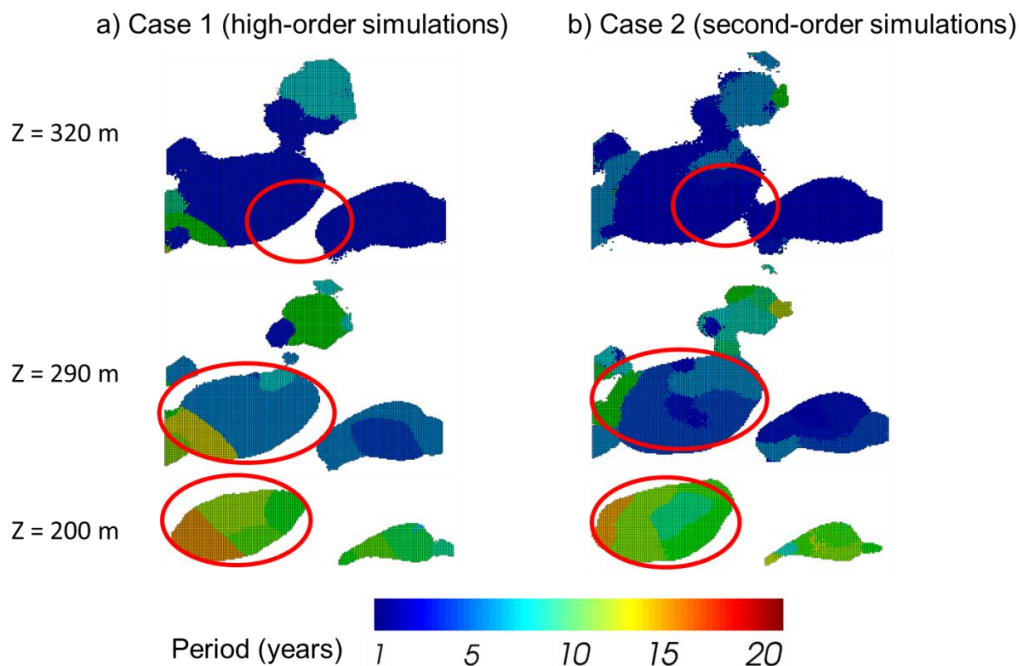 a) Case 1 (high-order simulations)
b) Case 2 (second-order simulations)
Z = 320 m
Z = 290 m
Z = 200 m
Period (years)
1 5 10 15 20